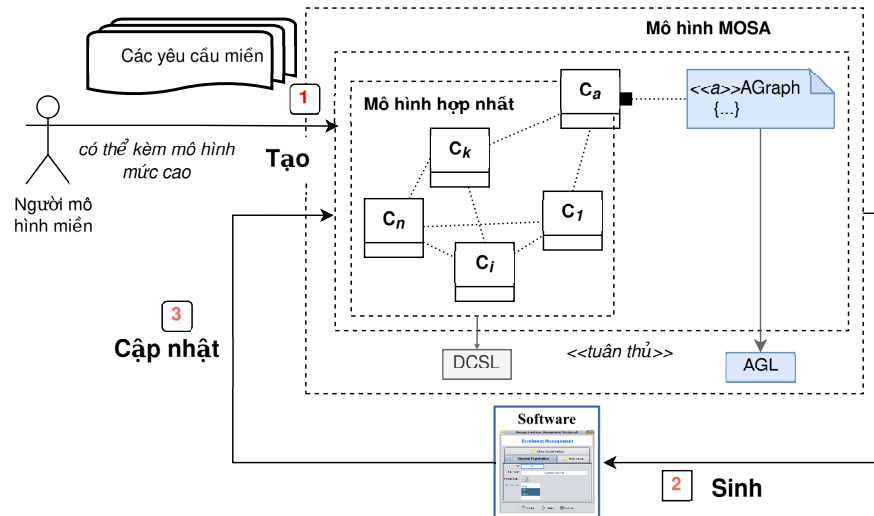 Các yêu cầu miền
Mô hình MOSA
1
có thể kèm mô hình
mức cao
Tạo
Người mô
hình miền
Mô hình hợp nhất
Ca
<<a>>AGraph
{...}
Ck
Cn
C1
Ci
3
Cập nhật
DCSL
<<tuân thủ>>
AGL
Software
Enrolment Management
2
Sinh